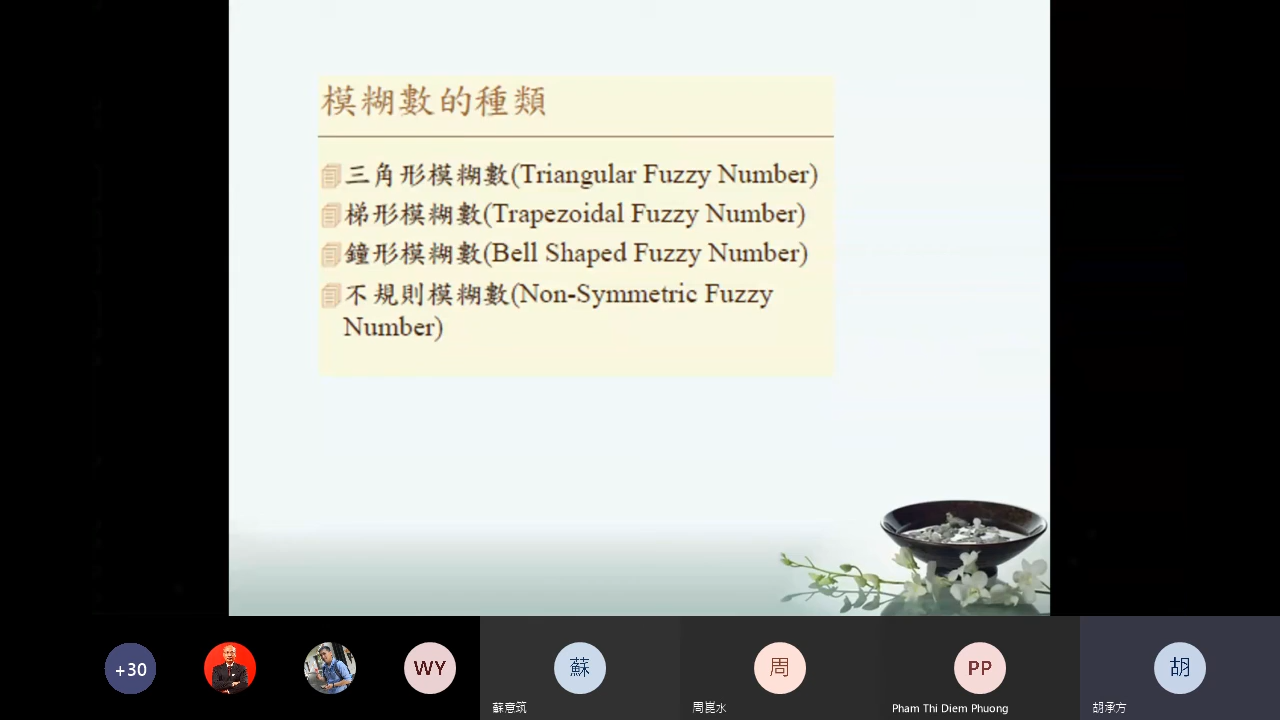 模糊數的種類
三角形模糊數(Triangular Fuzzy Number)
梯形模糊數(Trapezoidal Fuzzy Number)
鐘形模糊數(Bell Shaped Fuzzy Number)
不規則模糊數(Non-Symmetric Fuzzy
Number)
+30
WY
蘇
周
PP
胡
蘇意筑
周崑水
Pham Thi Diem Phuong
胡承方